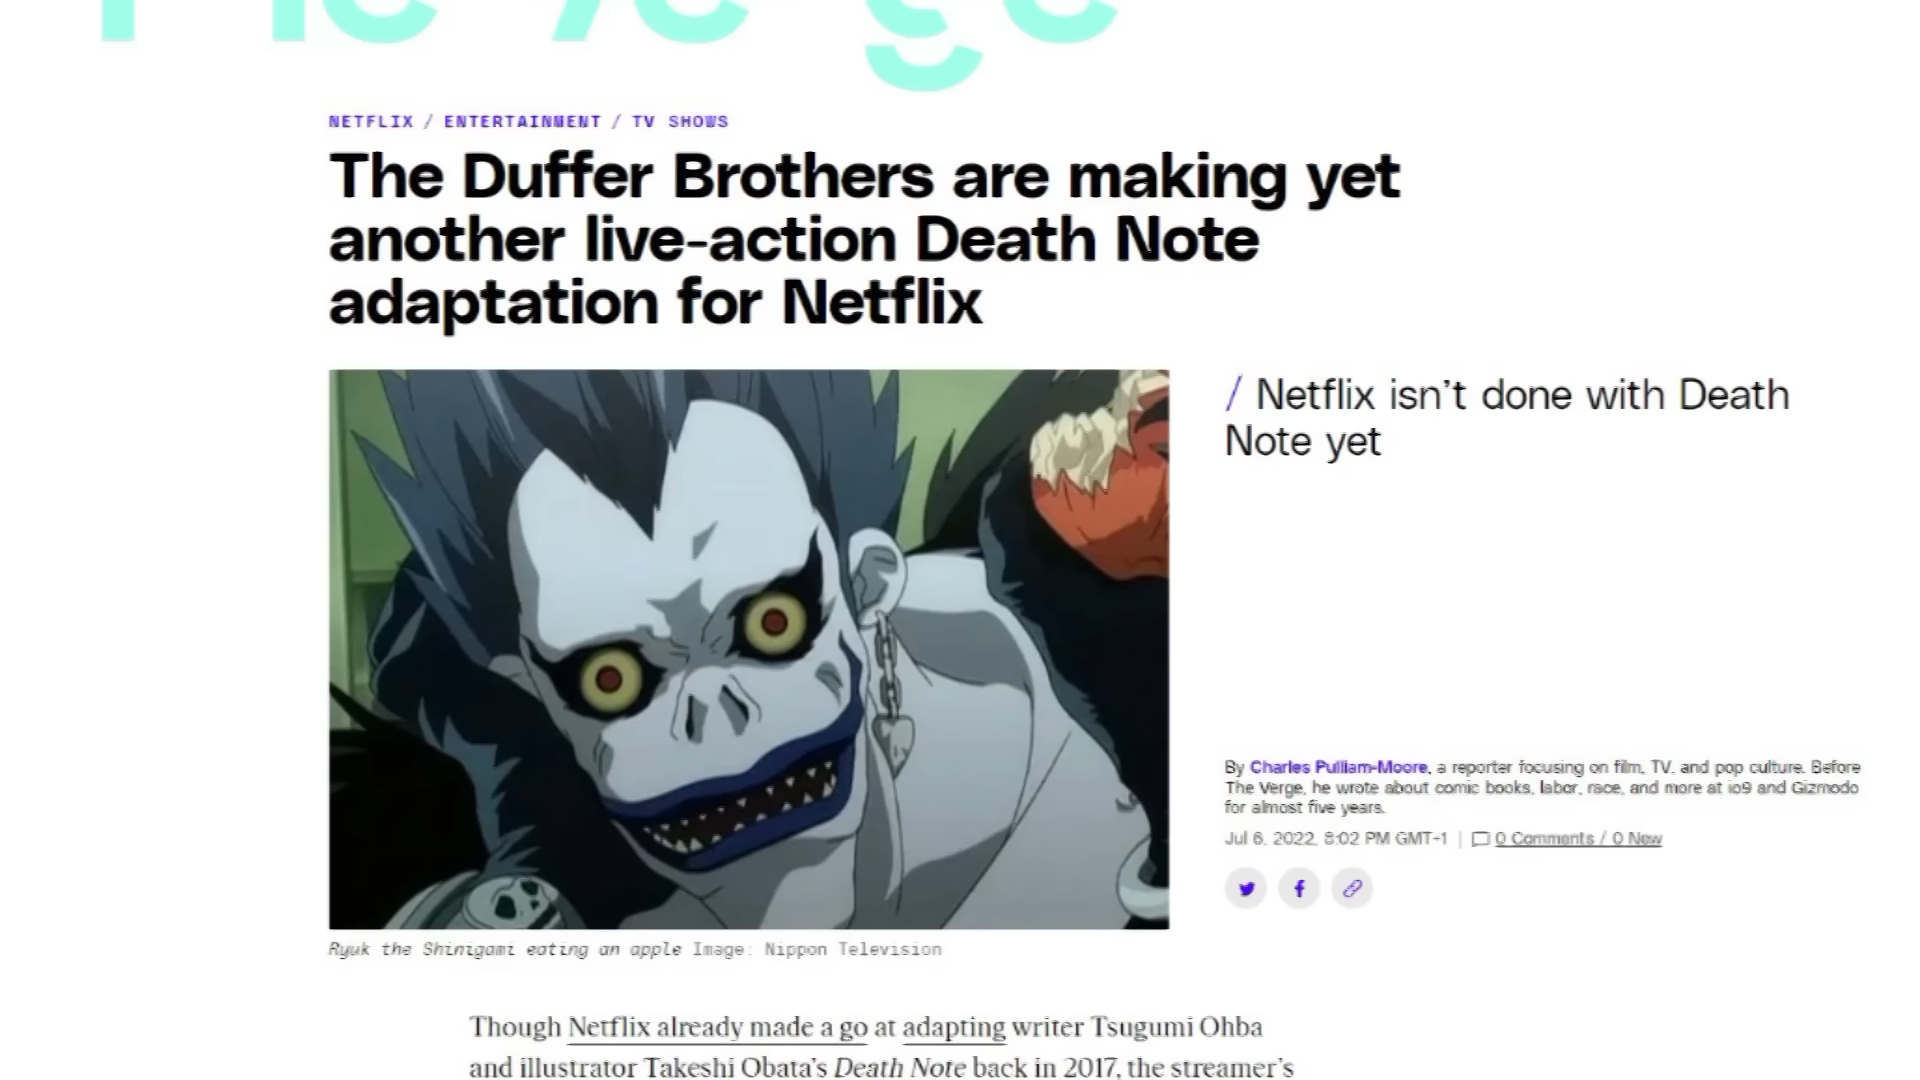 The Verge
NETFLIX / ENTERTAINMENT / TV SHOWS
The Duffer Brothers are making yet
another live-action Death Note
adaptation for Netflix
/ Netflix isn't done with Death
Note yet
By Charles Pulliam-Moore, a reporter focusing on film, TV, and pop culture. Before
The Verge, he wrote about comic books, labor, race, and more at io9 and Gizmodo
for almost five years.
Jul 6, 2022, 8:02 PM GMT+1 | 0 Comments / 0 New
Ryuk the Shinigami eating an apple Image: Nippon Television
Though Netflix already made a go at adapting writer Tsugumi Ohba
and illustrator Takeshi Obata's Death Note back in 2017, the streamer's